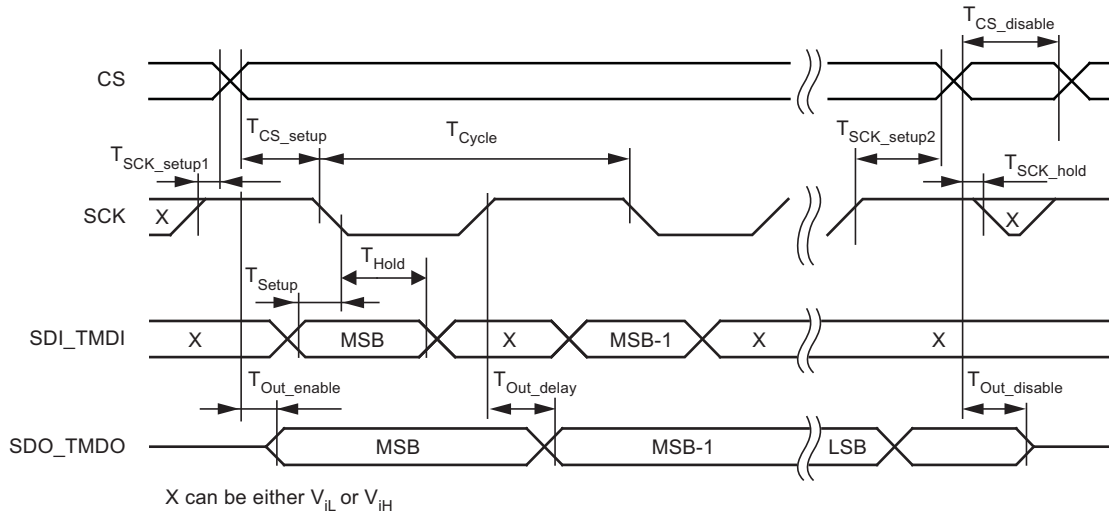 T_CS_disable
CS
T_CS_setup
T_Cycle
T_SCK_setup2
T_SCK_setup1
T_SCK_hold
SCK
X
X
T_Hold
T_Setup
SDI_TMDI
X
MSB
X
MSB-1
X
X
T_Out_enable
T_Out_delay
T_Out_disable
SDO_TMDO
MSB
MSB-1
LSB
X can be either V_iL or V_iH